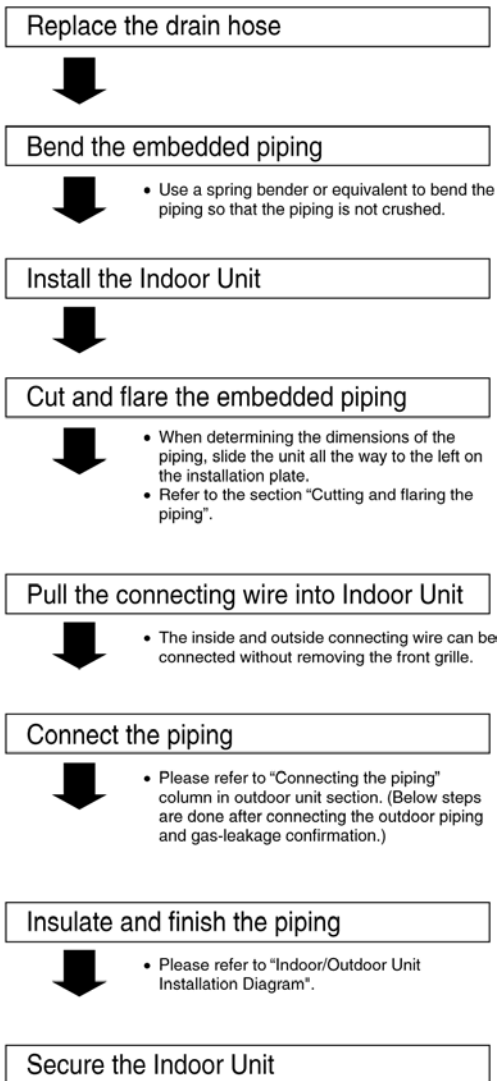 Replace the drain hose
Bend the embedded piping
• Use a spring bender or equivalent to bend the
piping so that the piping is not crushed.
Install the Indoor Unit
Cut and flare the embedded piping
• When determining the dimensions of the
piping, slide the unit all the way to the left on
the installation plate.
• Refer to the section “Cutting and flaring the
piping”.
Pull the connecting wire into Indoor Unit
• The inside and outside connecting wire can be
connected without removing the front grille.
Connect the piping
• Please refer to “Connecting the piping”
column in outdoor unit section. (Below steps
are done after connecting the outdoor piping
and gas-leakage confirmation.)
Insulate and finish the piping
• Please refer to “Indoor/Outdoor Unit
Installation Diagram".
Secure the Indoor Unit